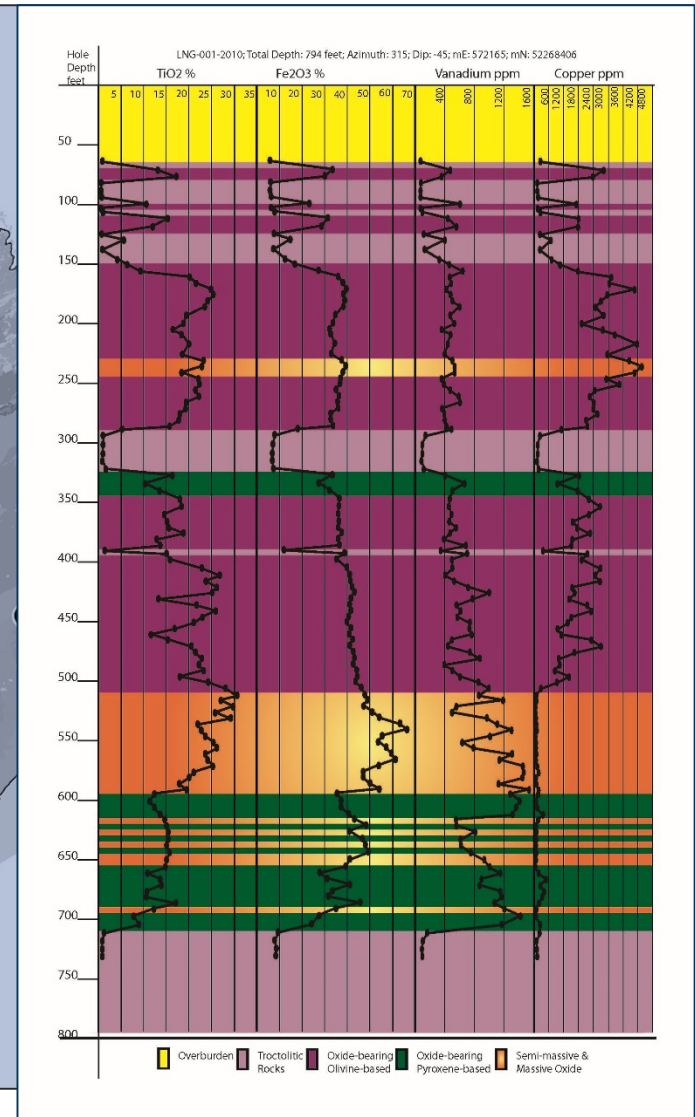 Hole
Depth
feet
LNG-001-2010; Total Depth: 794 feet; Azimuth: 315; Dip: -45; mE: 572165; mN: 52268406
TiO2 % Fe2O3 % Vanadium ppm Copper ppm
5 10 15 20 25 30 35 10 20 30 40 50 60 70 400 800 1200 1600 600 1200 1800 2400 3000 3600 4200 4800
50
100
150
200
250
300
350
400
450
500
550
600
650
700
750
800
Overburden Troctolitic Rocks Oxide-bearing Olivine-based Oxide-bearing Pyroxene-based Semi-massive & Massive Oxide